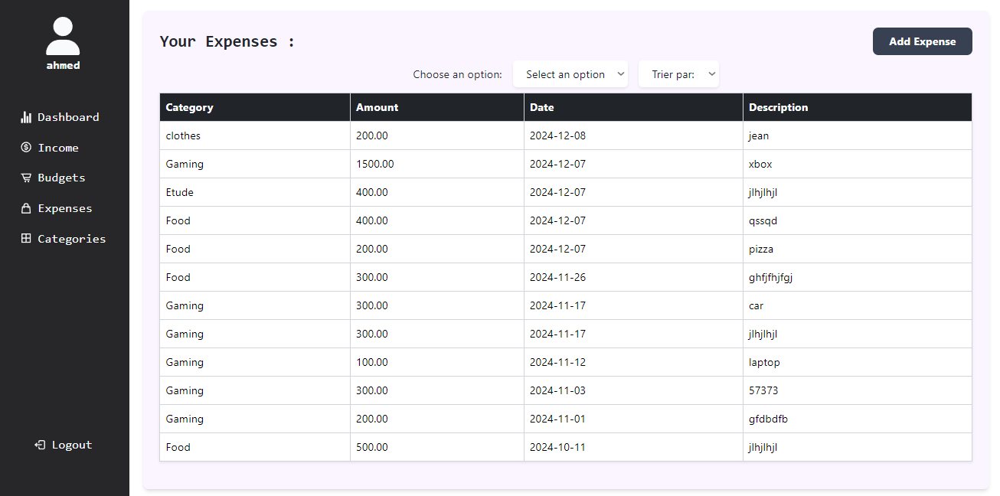 ahmed
Dashboard
Income
Budgets
Expenses
Categories
Logout
Your Expenses :
Add Expense
Choose an option: Select an option Trier par:
Category Amount Date Description
clothes 200.00 2024-12-08 jean
Gaming 1500.00 2024-12-07 xbox
Etude 400.00 2024-12-07 jlhjlhjl
Food 400.00 2024-12-07 qssqd
Food 200.00 2024-12-07 pizza
Food 300.00 2024-11-26 ghfjfhjfgj
Gaming 300.00 2024-11-17 car
Gaming 300.00 2024-11-17 jlhjlhjl
Gaming 100.00 2024-11-12 laptop
Gaming 300.00 2024-11-03 57373
Gaming 200.00 2024-11-01 gfdbdfb
Food 500.00 2024-10-11 jlhjlhjl